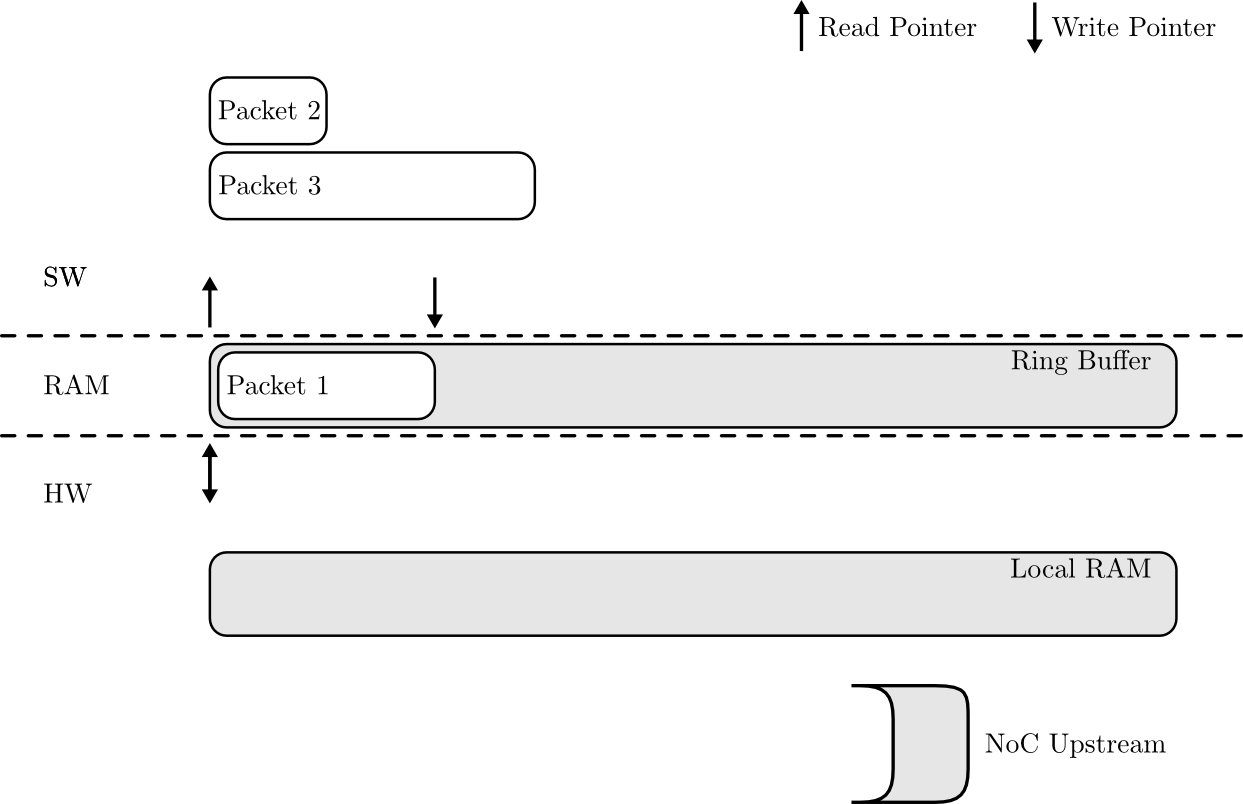 Read Pointer
Write Pointer
Packet 2
Packet 3
SW
Ring Buffer
RAM
Packet 1
HW
Local RAM
NoC Upstream